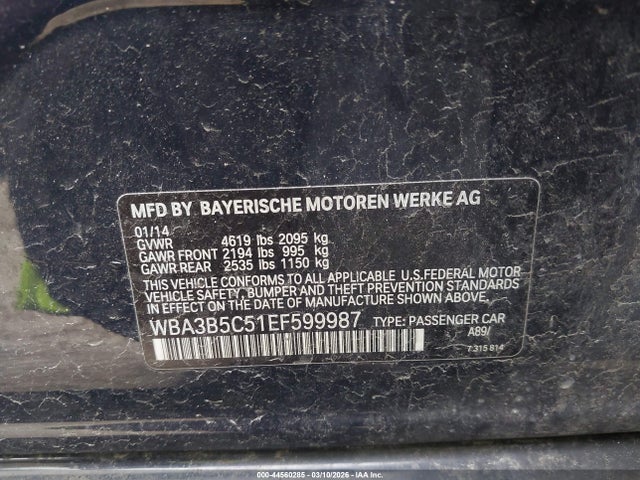 MFD BY BAYERISCHE MOTOREN WERKE AG
01/14
GVWR 4619 lbs 2095 kg
GAWR FRONT 2194 lbs 995 kg
GAWR REAR 2535 lbs 1150 kg
THIS VEHICLE CONFORMS TO ALL APPLICABLE U.S.FEDERAL MOTOR
VEHICLE SAFETY, BUMPER AND THEFT PREVENTION STANDARDS
IN EFFECT ON THE DATE OF MANUFACTURE SHOWN ABOVE.
WBA3B5C51EF599987 TYPE: PASSENGER CAR
A89/
7 315 814
000-44560285 - 03/10/2026 - IAA Inc.